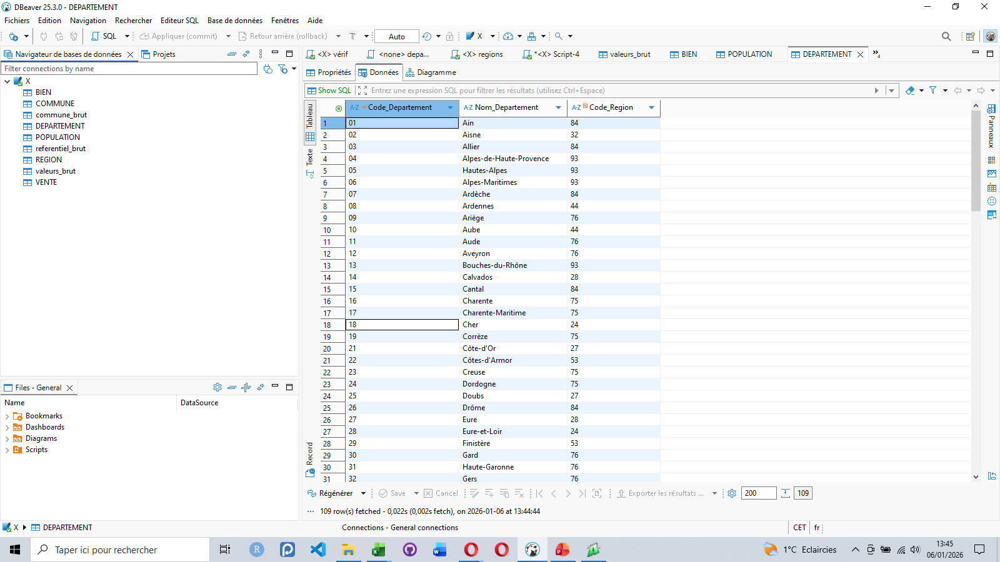 DBeaver 25.3.0 - DEPARTEMENT
Fichiers Edition Navigation Rechercher Editeur SQL Base de données Fenêtres Aide
SQL Appliquer (commit) Retour arrière (rollback) T Auto X
Navigateur de bases de données Projets
<X> vérif <none> depa... <X> regions *<X> Script-4 valeurs_brut BIEN POPULATION DEPARTEMENT »4
Filter connections by name
Propriétés Données Diagramme
Show SQL Entrez une expression SQL pour filtrer les résultats (utilisez Ctrl+Espace)
X
BIEN
COMMUNE
commune_brut
DEPARTEMENT
POPULATION
referentiel_brut
REGION
valeurs_brut
VENTE
Tableau
Texte
Record
Panneaux
A-Z Code_Departement A-Z Nom_Departement A-Z Code_Region
1 01 Ain 84
2 02 Aisne 32
3 03 Allier 84
4 04 Alpes-de-Haute-Provence 93
5 05 Hautes-Alpes 93
6 06 Alpes-Maritimes 93
7 07 Ardèche 84
8 08 Ardennes 44
9 09 Ariège 76
10 10 Aube 44
11 11 Aude 76
12 12 Aveyron 76
13 13 Bouches-du-Rhône 93
14 14 Calvados 28
15 15 Cantal 84
16 16 Charente 75
17 17 Charente-Maritime 75
18 18 Cher 24
19 19 Corrèze 75
20 21 Côte-d'Or 27
21 22 Côtes-d'Armor 53
22 23 Creuse 75
23 24 Dordogne 75
24 25 Doubs 27
25 26 Drôme 84
26 27 Eure 28
27 28 Eure-et-Loir 24
28 29 Finistère 53
29 30 Gard 76
30 31 Haute-Garonne 76
31 32 Gers 76
Files - General
Name DataSource
Bookmarks
Dashboards
Diagrams
Scripts
Régénérer Save Cancel Exporter les résultats ... 200 109
109 row(s) fetched - 0,022s (0,002s fetch), on 2026-01-06 at 13:44:44
X DEPARTEMENT Connections - General connections CET fr
Taper ici pour rechercher
1°C Eclaircies
13:45
06/01/2026